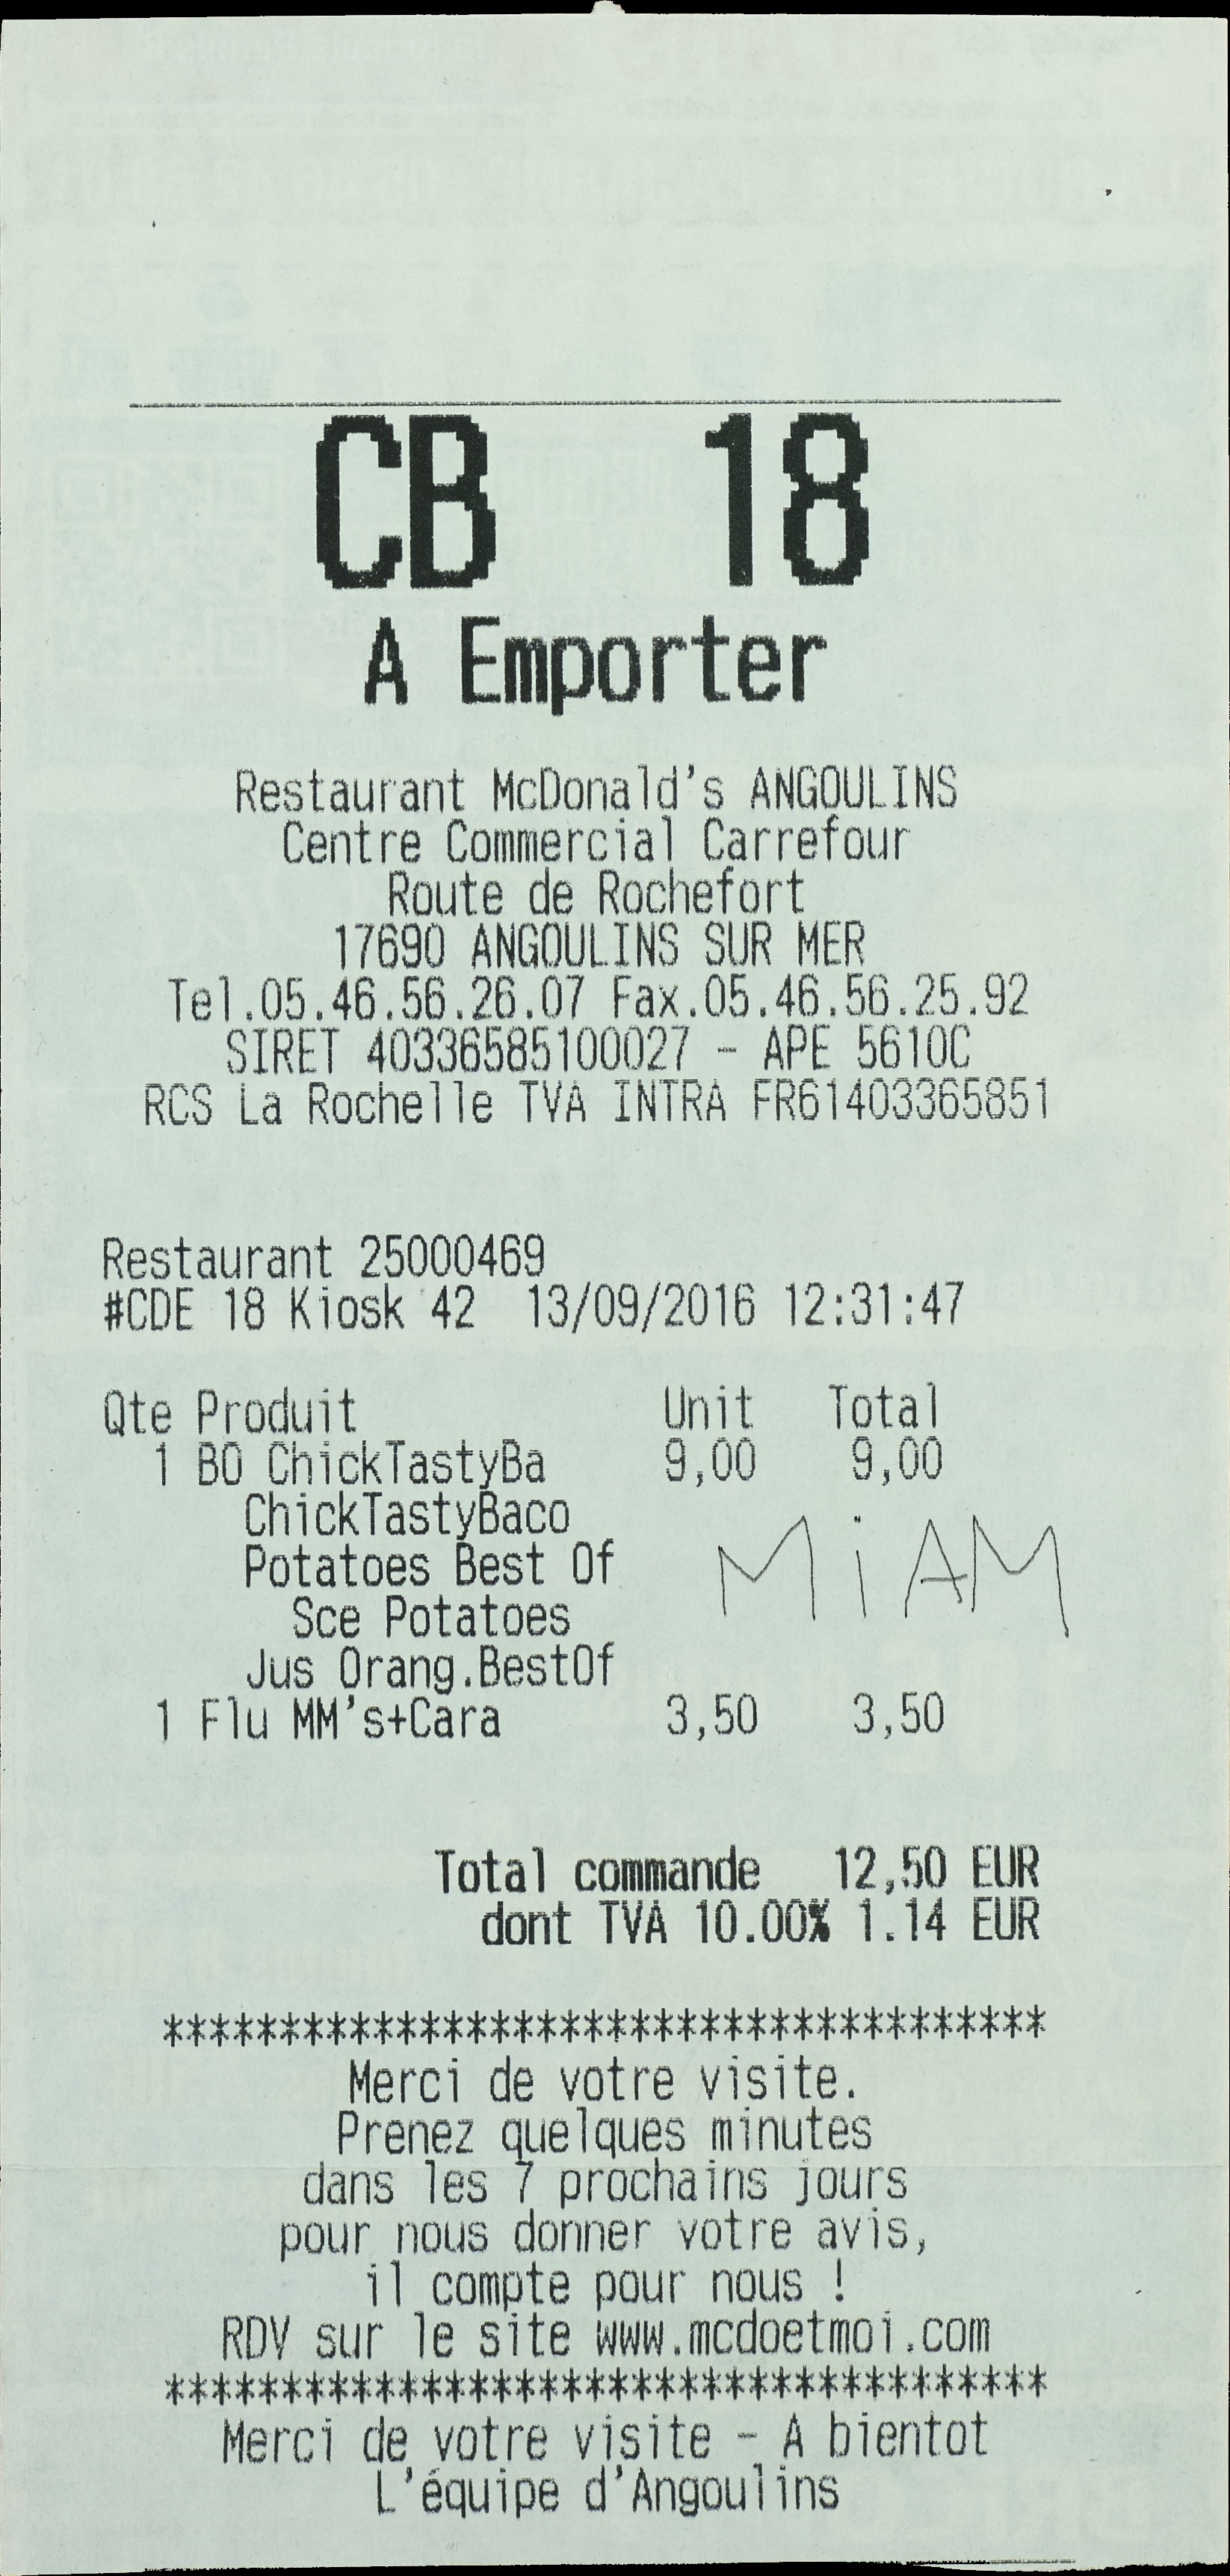 CB 18
A Emporter
Restaurant McDonald's ANGOULINS
Centre Commercial Carrefour
Route de Rochefort
17690 ANGOULINS SUR MER
Tel.05.46.56.26.07 Fax.05.46.56.25.92
SIRET 40336585100027 - APE 5610C
RCS La Rochelle TVA INTRA FR61403365851
Restaurant 25000469
#CDE 18 Kiosk 42 13/09/2016 12:31:47
Qte Produit Unit Total
1 BO ChickTastyBa 9,00 9,00
ChickTastyBaco
Potatoes Best Of
MiAM
Sce Potatoes
Jus Orang.BestOf
1 Flu MM's+Cara 3,50 3,50
Total commande 12,50 EUR
dont TVA 10.00% 1.14 EUR
**************************************
Merci de votre visite.
Prenez quelques minutes
dans les 7 prochains jours
pour nous donner votre avis,
il compte pour nous !
RDV sur le site www.mcdoetmoi.com
**************************************
Merci de votre visite - A bientot
L'équipe d'Angoulins